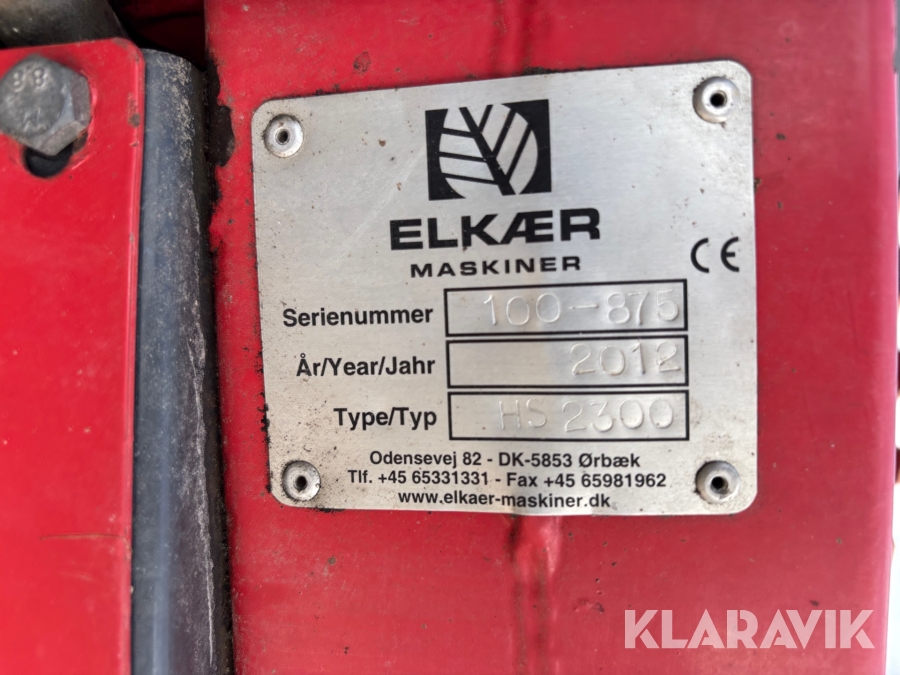 88
ELKÆR
MASKINER
CE
Serienummer 100-875
År/Year/Jahr 2012
Type/Typ HS 2300
Odensevej 82 - DK-5853 Ørbæk
Tlf. +45 65331331 - Fax +45 65981962
www.elkaer-maskiner.dk
KLARAVIK